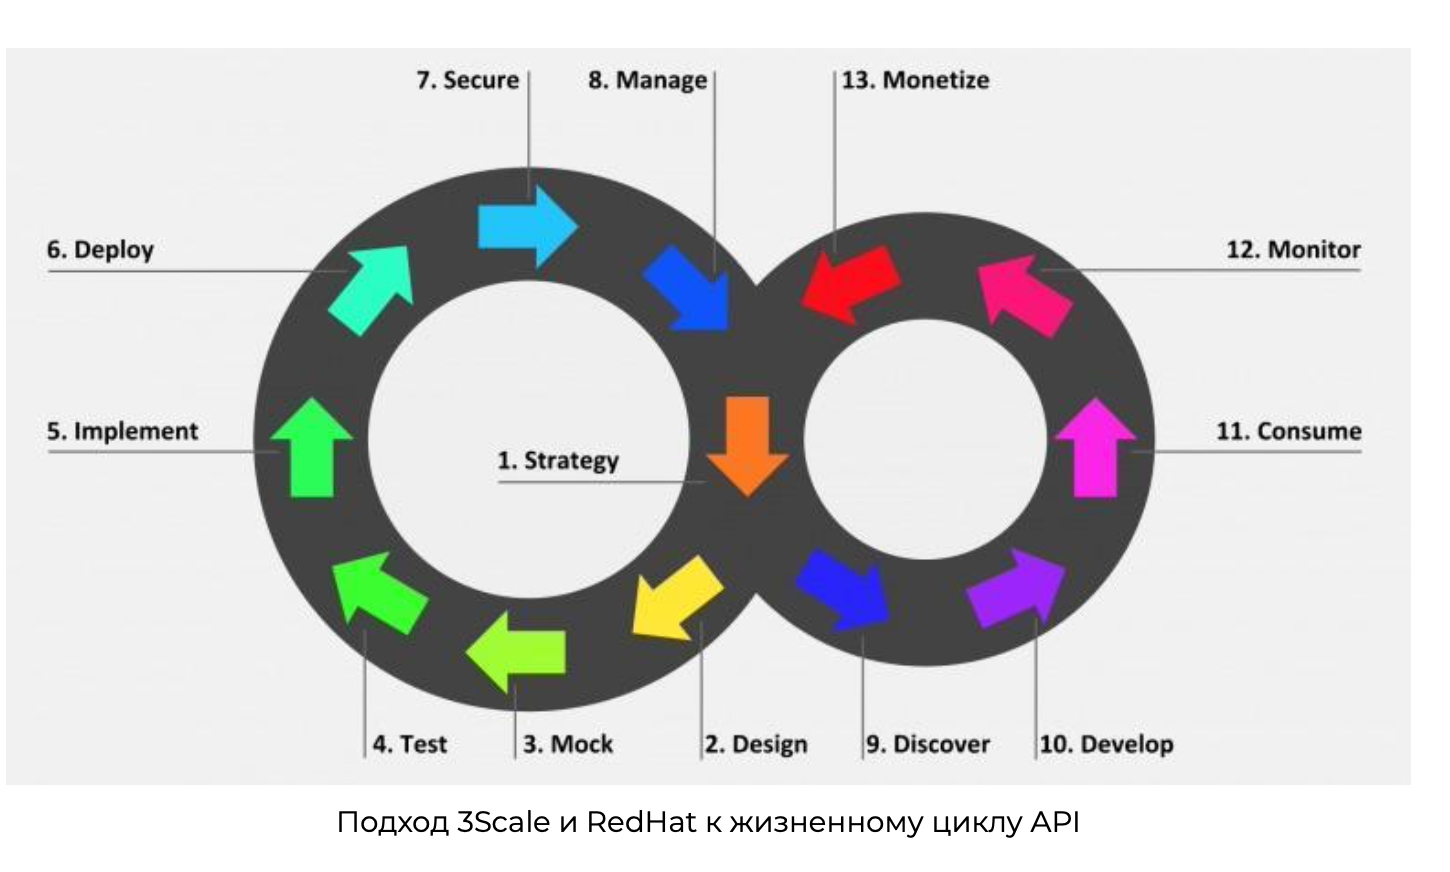 7. Secure
8. Manage
13. Monetize
6. Deploy
12. Monitor
5. Implement
11. Consume
1. Strategy
4. Test
3. Mock
2. Design
9. Discover
10. Develop
Подход 3Scale и RedHat к жизненному циклу API